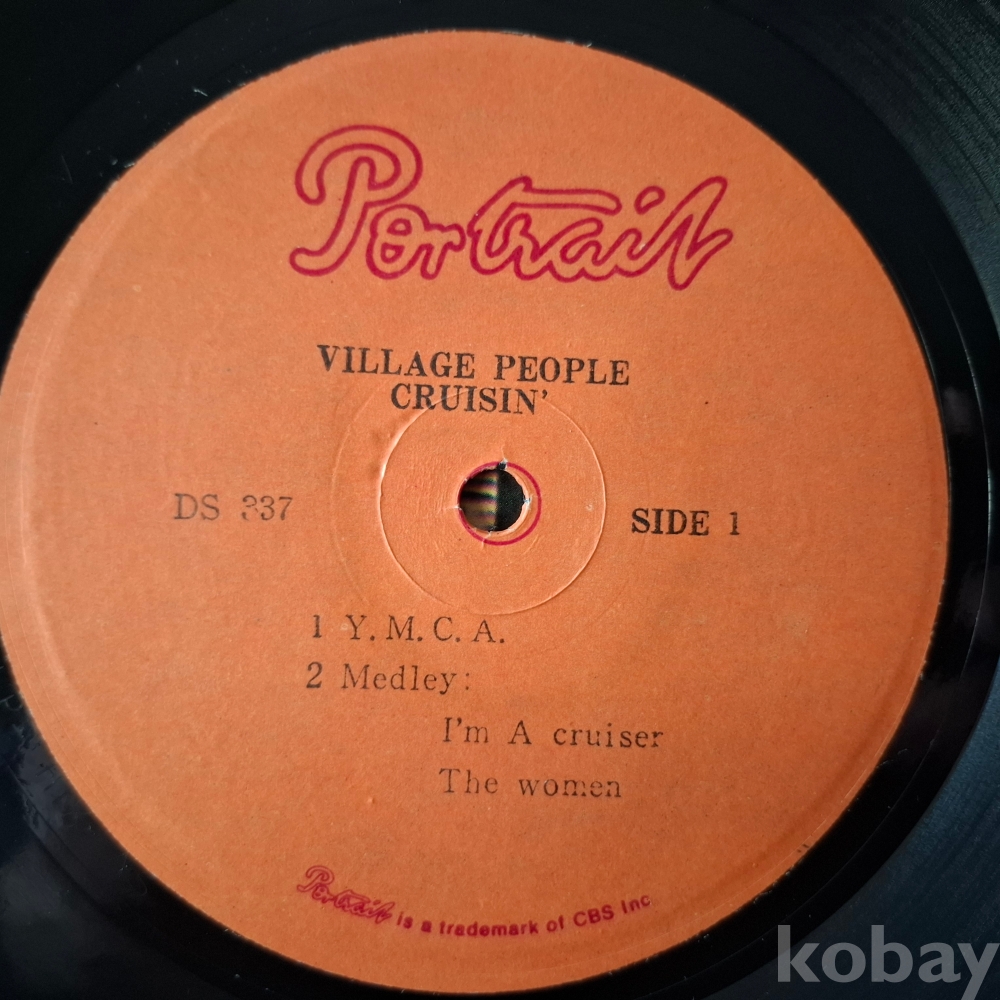 Portrait
VILLAGE PEOPLE
CRUISIN'
DS 337
SIDE 1
1 Y.M.C.A.
2 Medley:
I'm A cruiser
The women
Portrait is a trademark of CBS Inc
kobay